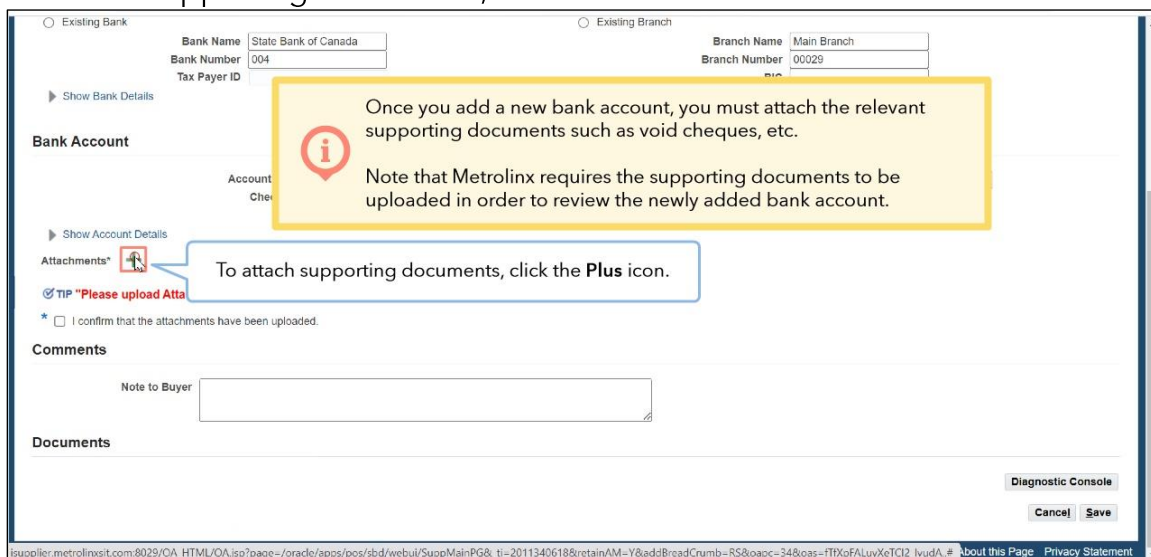 Existing Bank Existing Branch
Bank Name State Bank of Canada Branch Name Main Branch
Bank Number 004 Branch Number 00029
Tax Payer ID BIC
Show Bank Details
Once you add a new bank account, you must attach the relevant
supporting documents such as void cheques, etc.
Bank Account
Note that Metrolinx requires the supporting documents to be
uploaded in order to review the newly added bank account.
Account
Chec
Show Account Details
Attachments*
To attach supporting documents, click the Plus icon.
TIP "Please upload Atta
* I confirm that the attachments have been uploaded.
Comments
Note to Buyer
Documents
Diagnostic Console
Cancel Save
About this Page Privacy Statement